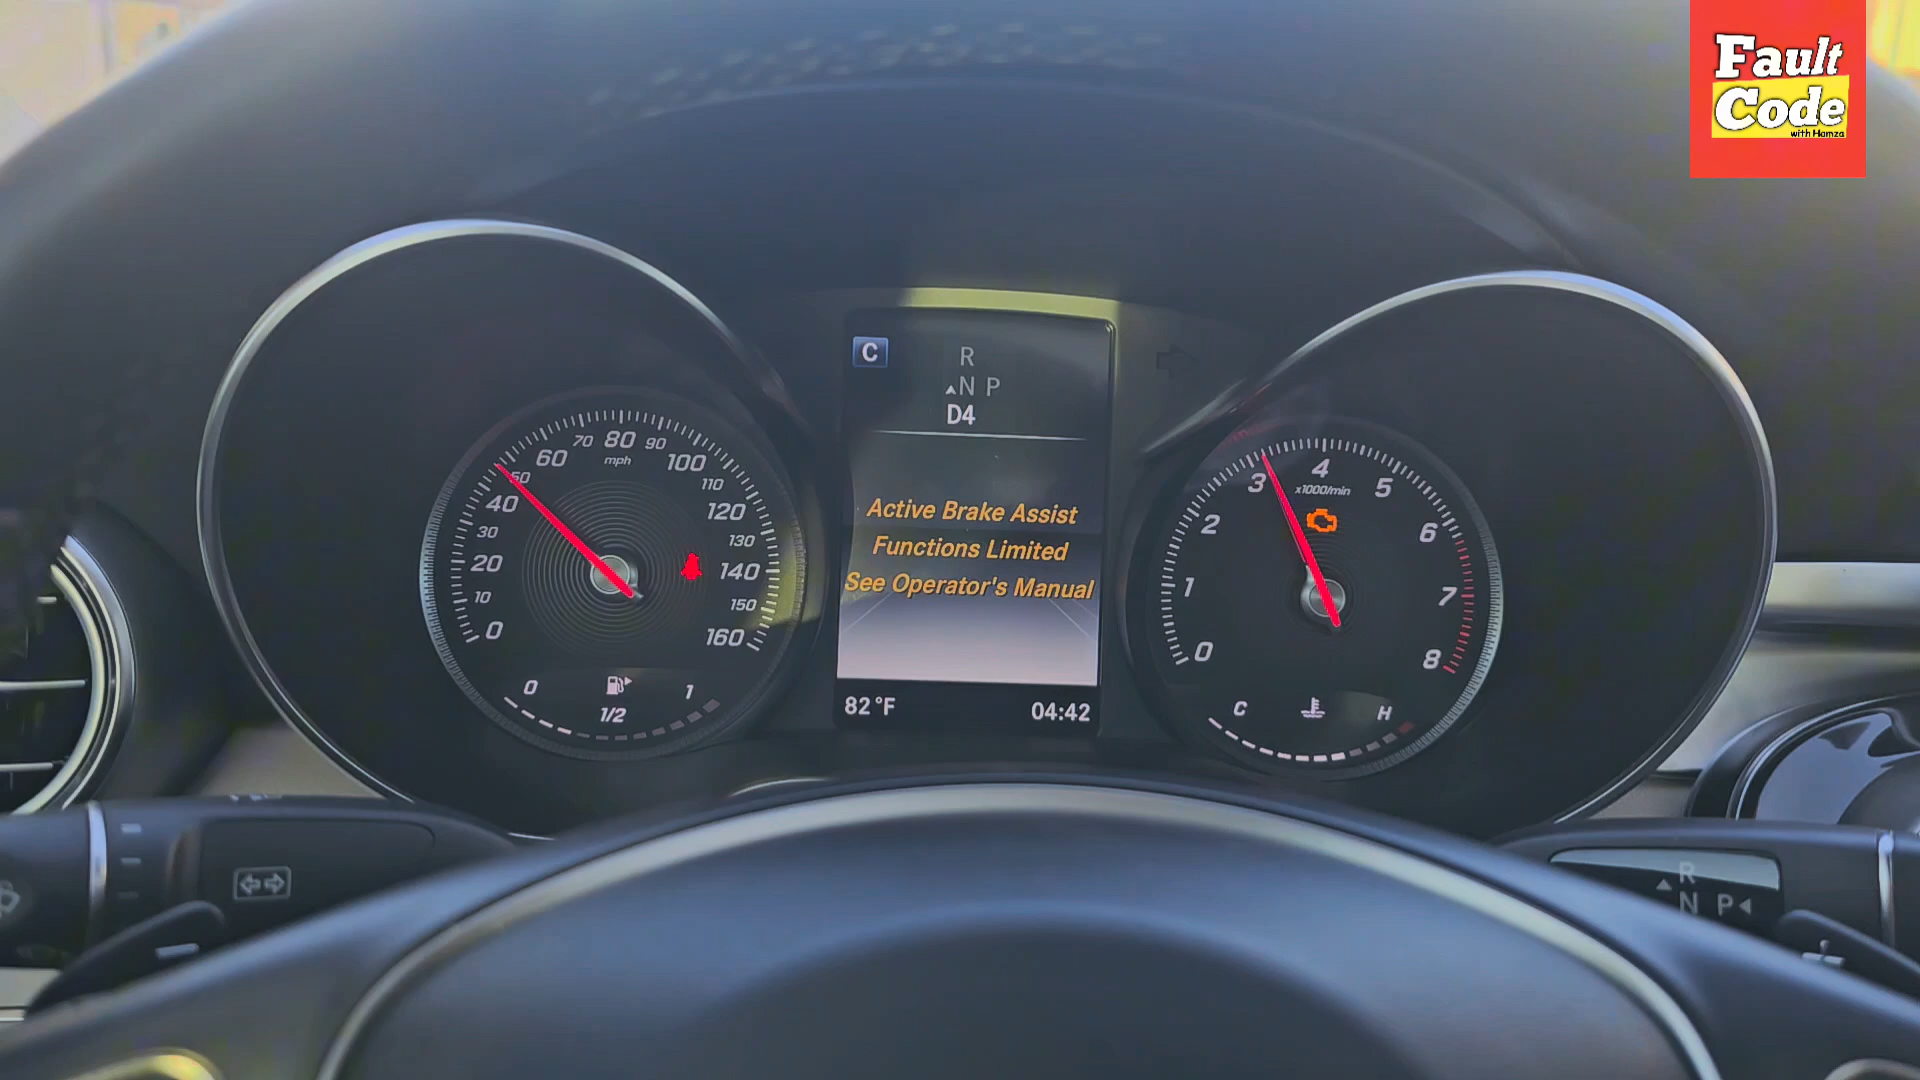 Fault
Code
with Hamza
C
R
N P
D4
Active Brake Assist
Functions Limited
See Operator's Manual
82°F
04:42
0
10
20
30
40
50
60
70
80
90
100
110
120
130
140
150
160
mph
0
1/2
1
0
1
2
3
4
5
6
7
8
x1000/min
C
H
R
N P